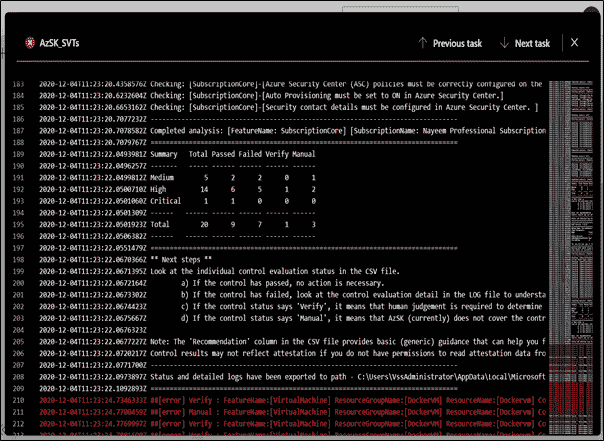 AzSK_SVTs
Previous task
Next task
183 2020-12-04T11:23:20.4358576Z Checking: [SubscriptionCore]-[Azure Security Center (ASC) policies must be correctly configured on the
184 2020-12-04T11:23:20.6232604Z Checking: [SubscriptionCore]-[Auto Provisioning must be set to ON in Azure Security Center.]
185 2020-12-04T11:23:20.6653162Z Checking: [SubscriptionCore]-[Security contact details must be configured in Azure Security Center. ]
186 2020-12-04T11:23:20.7077232Z --------------------------------------------------------------------------------
187 2020-12-04T11:23:20.7078582Z Completed analysis: [FeatureName: SubscriptionCore] [SubscriptionName: Nayeem Professional Subscription
188 2020-12-04T11:23:20.7079767Z ================================================================================
189 2020-12-04T11:23:22.0493981Z Summary Total Passed Failed Verify Manual
190 2020-12-04T11:23:22.0496257Z ------- ----- ------ ------ ------ ------
191 2020-12-04T11:23:22.0499812Z Medium 5 2 2 0 1
192 2020-12-04T11:23:22.0500710Z High 14 6 5 1 2
193 2020-12-04T11:23:22.0501060Z Critical 1 1 0 0 0
194 2020-12-04T11:23:22.0501309Z ------ ------ ------ ------ ------ ------
195 2020-12-04T11:23:22.0501923Z Total 20 9 7 1 3
196 2020-12-04T11:23:22.0506382Z ------ ------ ------ ------ ------ ------
197 2020-12-04T11:23:22.0551479Z ================================================================================
198 2020-12-04T11:23:22.0670366Z ** Next steps **
199 2020-12-04T11:23:22.0671395Z Look at the individual control evaluation status in the CSV file.
200 2020-12-04T11:23:22.0672164Z a) If the control has passed, no action is necessary.
201 2020-12-04T11:23:22.0673302Z b) If the control has failed, look at the control evaluation detail in the LOG file to understa
202 2020-12-04T11:23:22.0674423Z c) If the control status says 'Verify', it means that human judgement is required to determine
203 2020-12-04T11:23:22.0675667Z d) If the control status says 'Manual', it means that AzSK (currently) does not cover the contr
204 2020-12-04T11:23:22.0676323Z
205 2020-12-04T11:23:22.0677727Z Note: The 'Recommendation' column in the CSV file provides basic (generic) guidance that can help you f
206 2020-12-04T11:23:22.0720217Z Control results may not reflect attestation if you do not have permissions to read attestation data fro
207 2020-12-04T11:23:22.0971890Z --------------------------------------------------------------------------------
208 2020-12-04T11:23:22.0977739Z Status and detailed logs have been exported to path - C:\Users\VssAdministrator\AppData\Local\Microsoft
209 2020-12-04T11:23:22.1092893Z ================================================================================
210 2020-12-04T11:23:24.7346333Z ##[error] Verify : FeatureName:[VirtualMachine] ResourceGroupName:[DockerVM] ResourceName:[Dockervm] Co
211 2020-12-04T11:23:24.7700459Z ##[error] Manual : FeatureName:[VirtualMachine] ResourceGroupName:[DockerVM] ResourceName:[Dockervm] Co
212 2020-12-04T11:23:24.7769997Z ##[error] Manual : FeatureName:[VirtualMachine] ResourceGroupName:[DockerVM] ResourceName:[Dockervm] Co